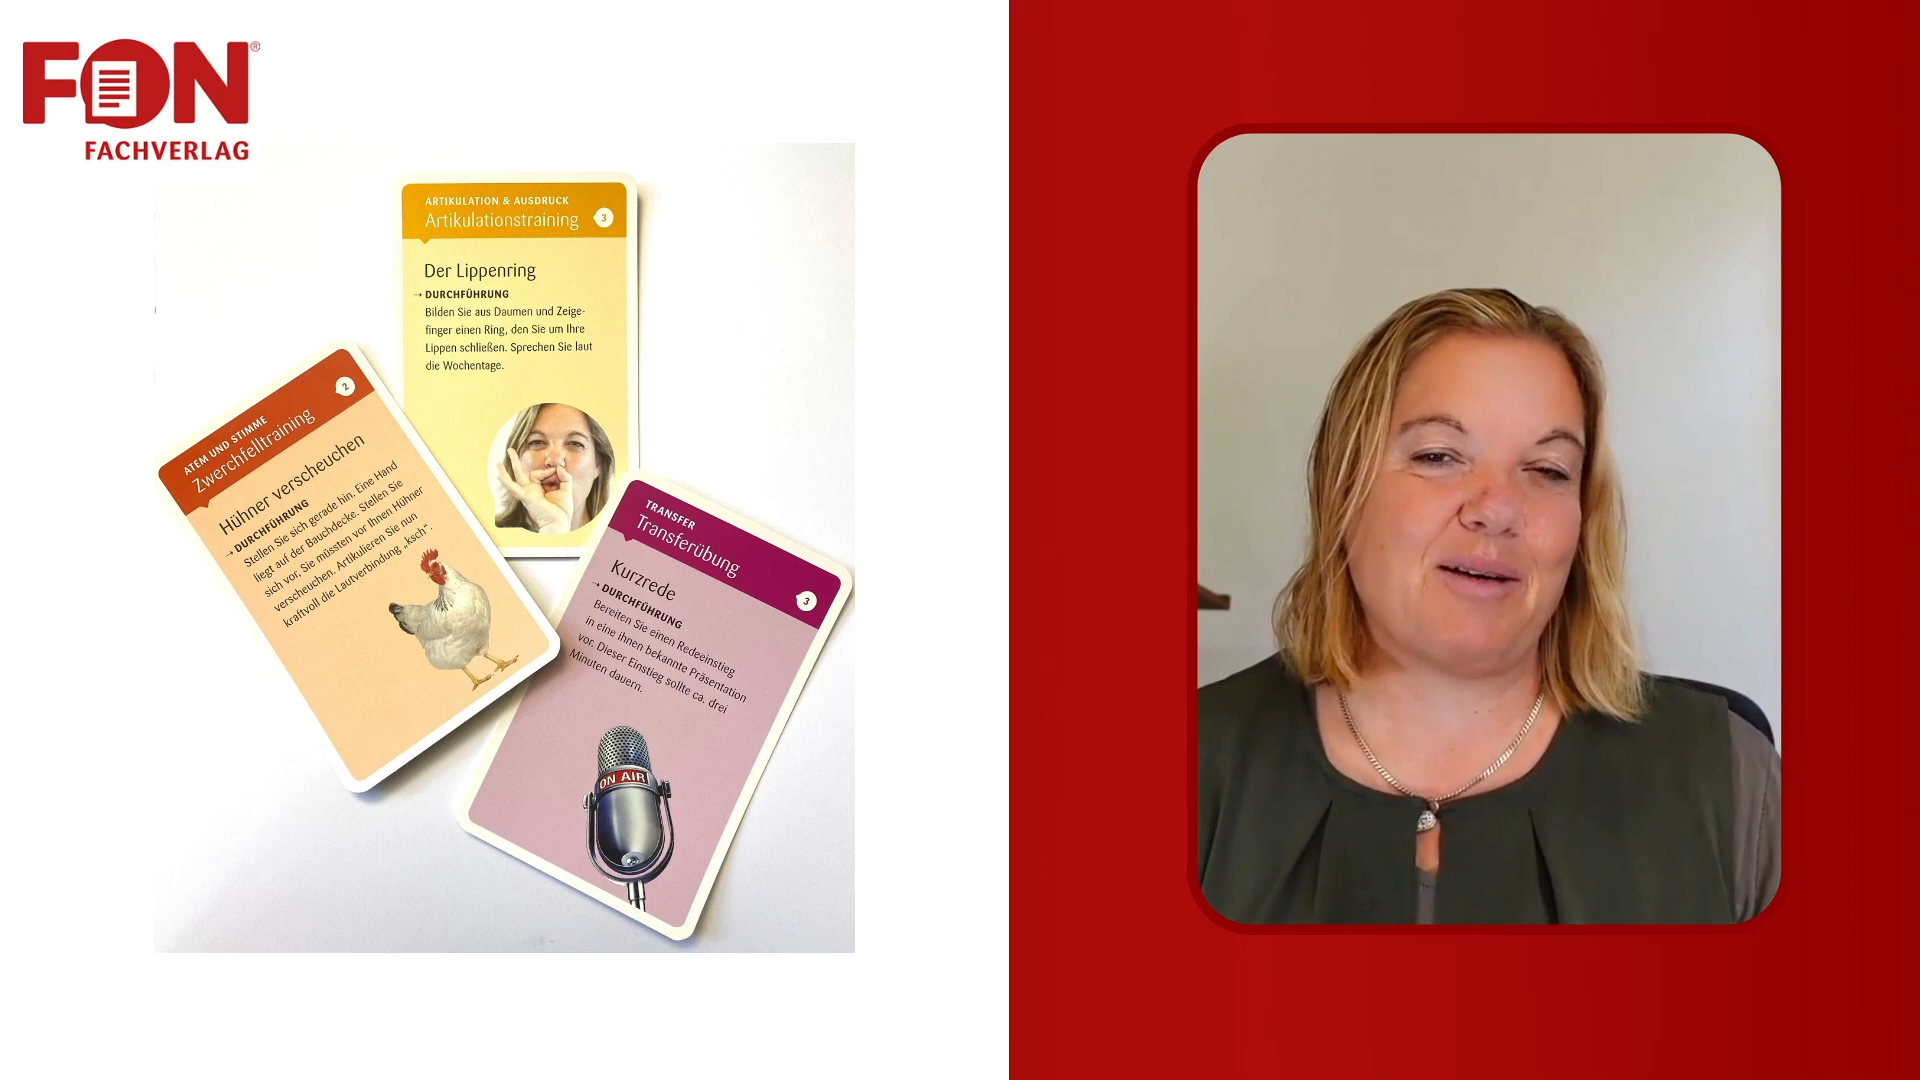 FON®
FACHVERLAG
ARTIKULATION & AUSDRUCK
Artikulationstraining
3
Der Lippenring
→ DURCHFÜHRUNG
Bilden Sie aus Daumen und Zeige-
finger einen Ring, den Sie um Ihre
Lippen schließen. Sprechen Sie laut
die Wochentage.
ATEM UND STIMME
Zwerchfelltraining
2
Hühner verscheuchen
→ DURCHFÜHRUNG
Stellen Sie sich gerade hin. Eine Hand
liegt auf der Bauchdecke. Stellen Sie
sich vor, Sie müssten vor Ihnen Hühner
verscheuchen. Artikulieren Sie nun
kraftvoll die Lautverbindung „ksch“.
TRANSFER
Transferübung
3
Kurzrede
→ DURCHFÜHRUNG
Bereiten Sie einen Redeeinstieg
in eine ihnen bekannte Präsentation
vor. Dieser Einstieg sollte ca. drei
Minuten dauern.
ON AIR